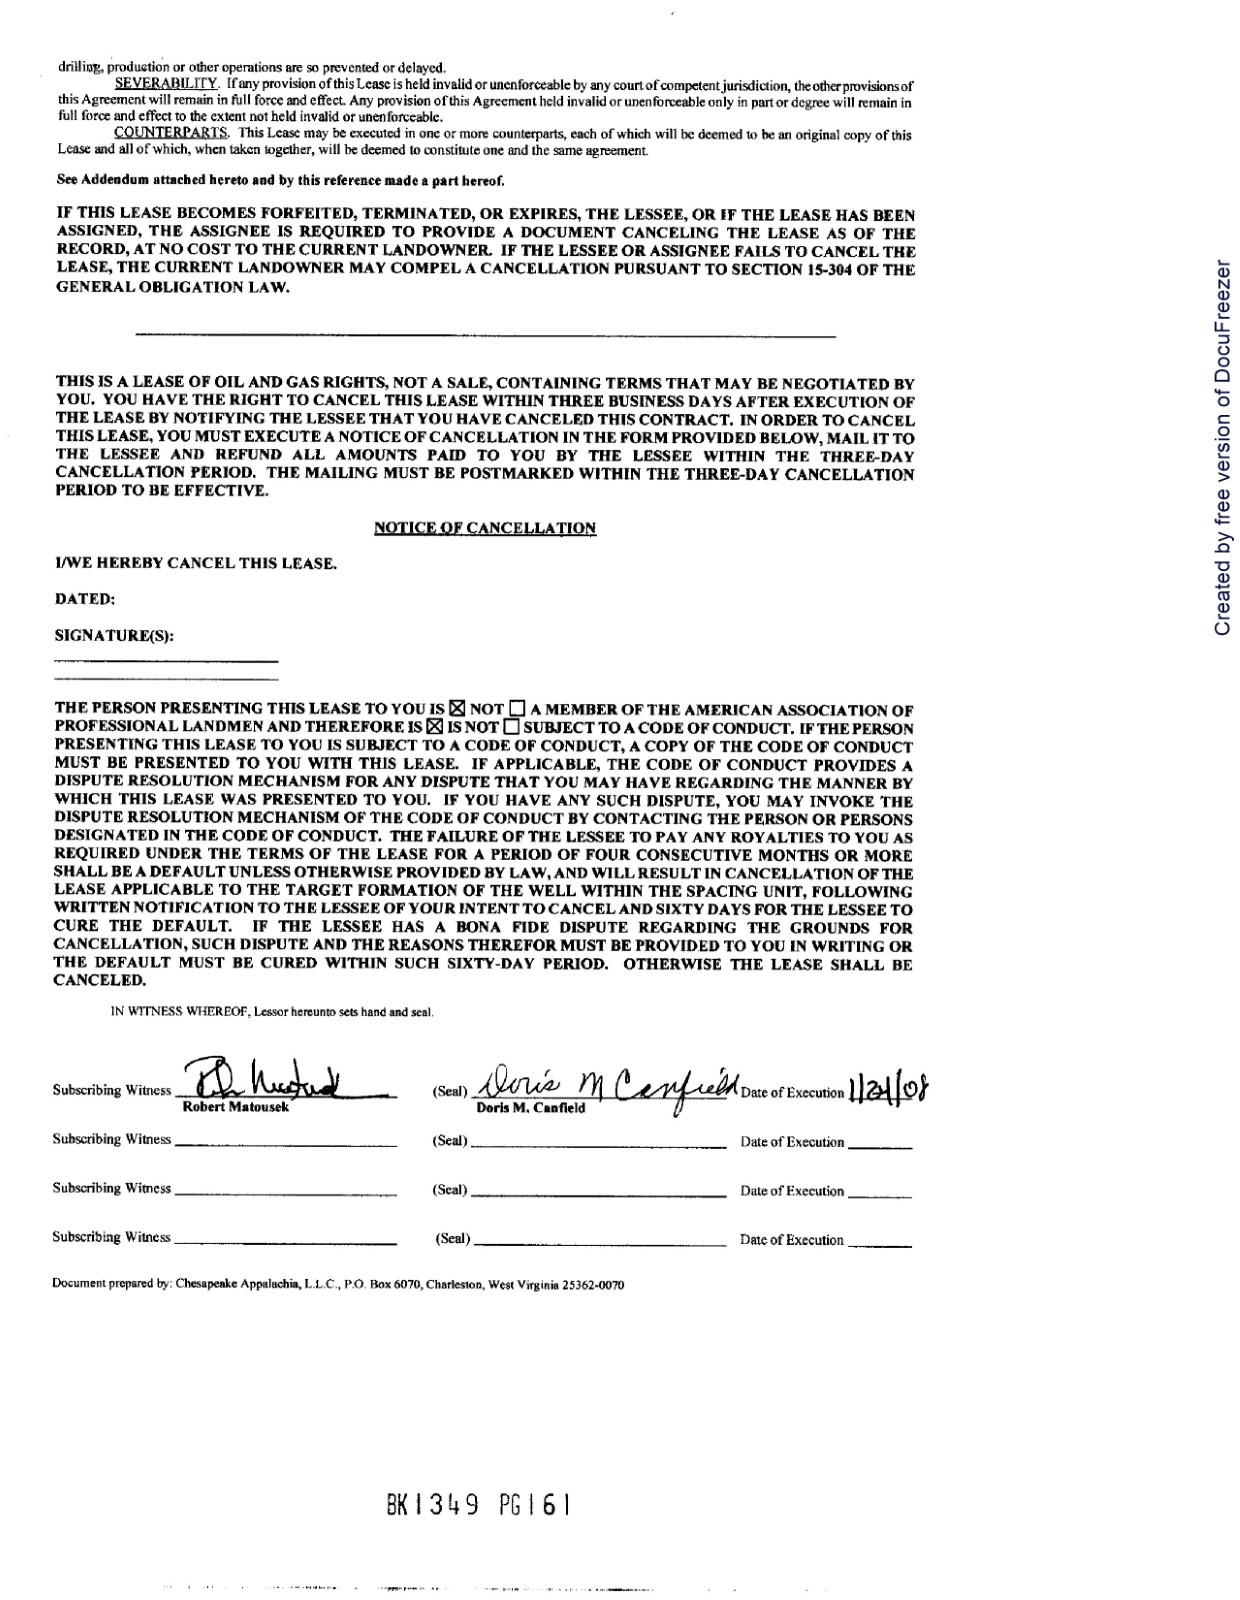 drilling, production or other operations are so prevented or delayed.
SEVERABILITY. If any provision of this Lease is held invalid or unenforceable by any court of competent jurisdiction, the other provisions of
this Agreement will remain in full force and effect. Any provision of this Agreement held invalid or unenforceable only in part or degree will remain in
full force and effect to the extent not held invalid or unenforceable.
COUNTERPARTS. This Lease may be executed in one or more counterparts, each of which will be deemed to be an original copy of this
Lease and all of which, when taken together, will be deemed to constitute one and the same agreement.
See Addendum attached hereto and by this reference made a part hereof.
IF THIS LEASE BECOMES FORFEITED, TERMINATED, OR EXPIRES, THE LESSEE, OR IF THE LEASE HAS BEEN
ASSIGNED, THE ASSIGNEE IS REQUIRED TO PROVIDE A DOCUMENT CANCELING THE LEASE AS OF THE
RECORD, AT NO COST TO THE CURRENT LANDOWNER. IF THE LESSEE OR ASSIGNEE FAILS TO CANCEL THE
LEASE, THE CURRENT LANDOWNER MAY COMPEL A CANCELLATION PURSUANT TO SECTION 15-304 OF THE
GENERAL OBLIGATION LAW.
THIS IS A LEASE OF OIL AND GAS RIGHTS, NOT A SALE, CONTAINING TERMS THAT MAY BE NEGOTIATED BY
YOU. YOU HAVE THE RIGHT TO CANCEL THIS LEASE WITHIN THREE BUSINESS DAYS AFTER EXECUTION OF
THE LEASE BY NOTIFYING THE LESSEE THAT YOU HAVE CANCELED THIS CONTRACT. IN ORDER TO CANCEL
THIS LEASE, YOU MUST EXECUTE A NOTICE OF CANCELLATION IN THE FORM PROVIDED BELOW, MAIL IT TO
THE LESSEE AND REFUND ALL AMOUNTS PAID TO YOU BY THE LESSEE WITHIN THE THREE-DAY
CANCELLATION PERIOD. THE MAILING MUST BE POSTMARKED WITHIN THE THREE-DAY CANCELLATION
PERIOD TO BE EFFECTIVE.
NOTICE OF CANCELLATION
I/WE HEREBY CANCEL THIS LEASE.
DATED:
SIGNATURE(S):
THE PERSON PRESENTING THIS LEASE TO YOU IS ☒ NOT ☐ A MEMBER OF THE AMERICAN ASSOCIATION OF
PROFESSIONAL LANDMEN AND THEREFORE IS ☒ IS NOT ☐ SUBJECT TO A CODE OF CONDUCT. IF THE PERSON
PRESENTING THIS LEASE TO YOU IS SUBJECT TO A CODE OF CONDUCT, A COPY OF THE CODE OF CONDUCT
MUST BE PRESENTED TO YOU WITH THIS LEASE. IF APPLICABLE, THE CODE OF CONDUCT PROVIDES A
DISPUTE RESOLUTION MECHANISM FOR ANY DISPUTE THAT YOU MAY HAVE REGARDING THE MANNER BY
WHICH THIS LEASE WAS PRESENTED TO YOU. IF YOU HAVE ANY SUCH DISPUTE, YOU MAY INVOKE THE
DISPUTE RESOLUTION MECHANISM OF THE CODE OF CONDUCT BY CONTACTING THE PERSON OR PERSONS
DESIGNATED IN THE CODE OF CONDUCT. THE FAILURE OF THE LESSEE TO PAY ANY ROYALTIES TO YOU AS
REQUIRED UNDER THE TERMS OF THE LEASE FOR A PERIOD OF FOUR CONSECUTIVE MONTHS OR MORE
SHALL BE A DEFAULT UNLESS OTHERWISE PROVIDED BY LAW, AND WILL RESULT IN CANCELLATION OF THE
LEASE APPLICABLE TO THE TARGET FORMATION OF THE WELL WITHIN THE SPACING UNIT, FOLLOWING
WRITTEN NOTIFICATION TO THE LESSEE OF YOUR INTENT TO CANCEL AND SIXTY DAYS FOR THE LESSEE TO
CURE THE DEFAULT. IF THE LESSEE HAS A BONA FIDE DISPUTE REGARDING THE GROUNDS FOR
CANCELLATION, SUCH DISPUTE AND THE REASONS THEREFOR MUST BE PROVIDED TO YOU IN WRITING OR
THE DEFAULT MUST BE CURED WITHIN SUCH SIXTY-DAY PERIOD. OTHERWISE THE LEASE SHALL BE
CANCELED.
IN WITNESS WHEREOF, Lessor hereunto sets hand and seal.
Subscribing Witness (Seal) Doris M Canfield Date of Execution
Robert Matousek Doris M. Canfield
Subscribing Witness (Seal) Date of Execution
Subscribing Witness (Seal) Date of Execution
Subscribing Witness (Seal) Date of Execution
Document prepared by: Chesapeake Appalachia, L.L.C., P.O. Box 6070, Charleston, West Virginia 25362-0070
BK1349 PG161
Created by free version of DocuFreezer